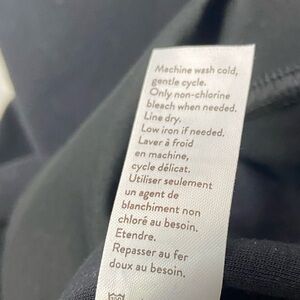 Machine wash cold,
gentle cycle.
Only non-chlorine
bleach when needed.
Line dry.
Low iron if needed.
Laver à froid
en machine,
cycle délicat.
Utiliser seulement
un agent de
blanchiment non
chloré au besoin.
Etendre.
Repasser au fer
doux au besoin.